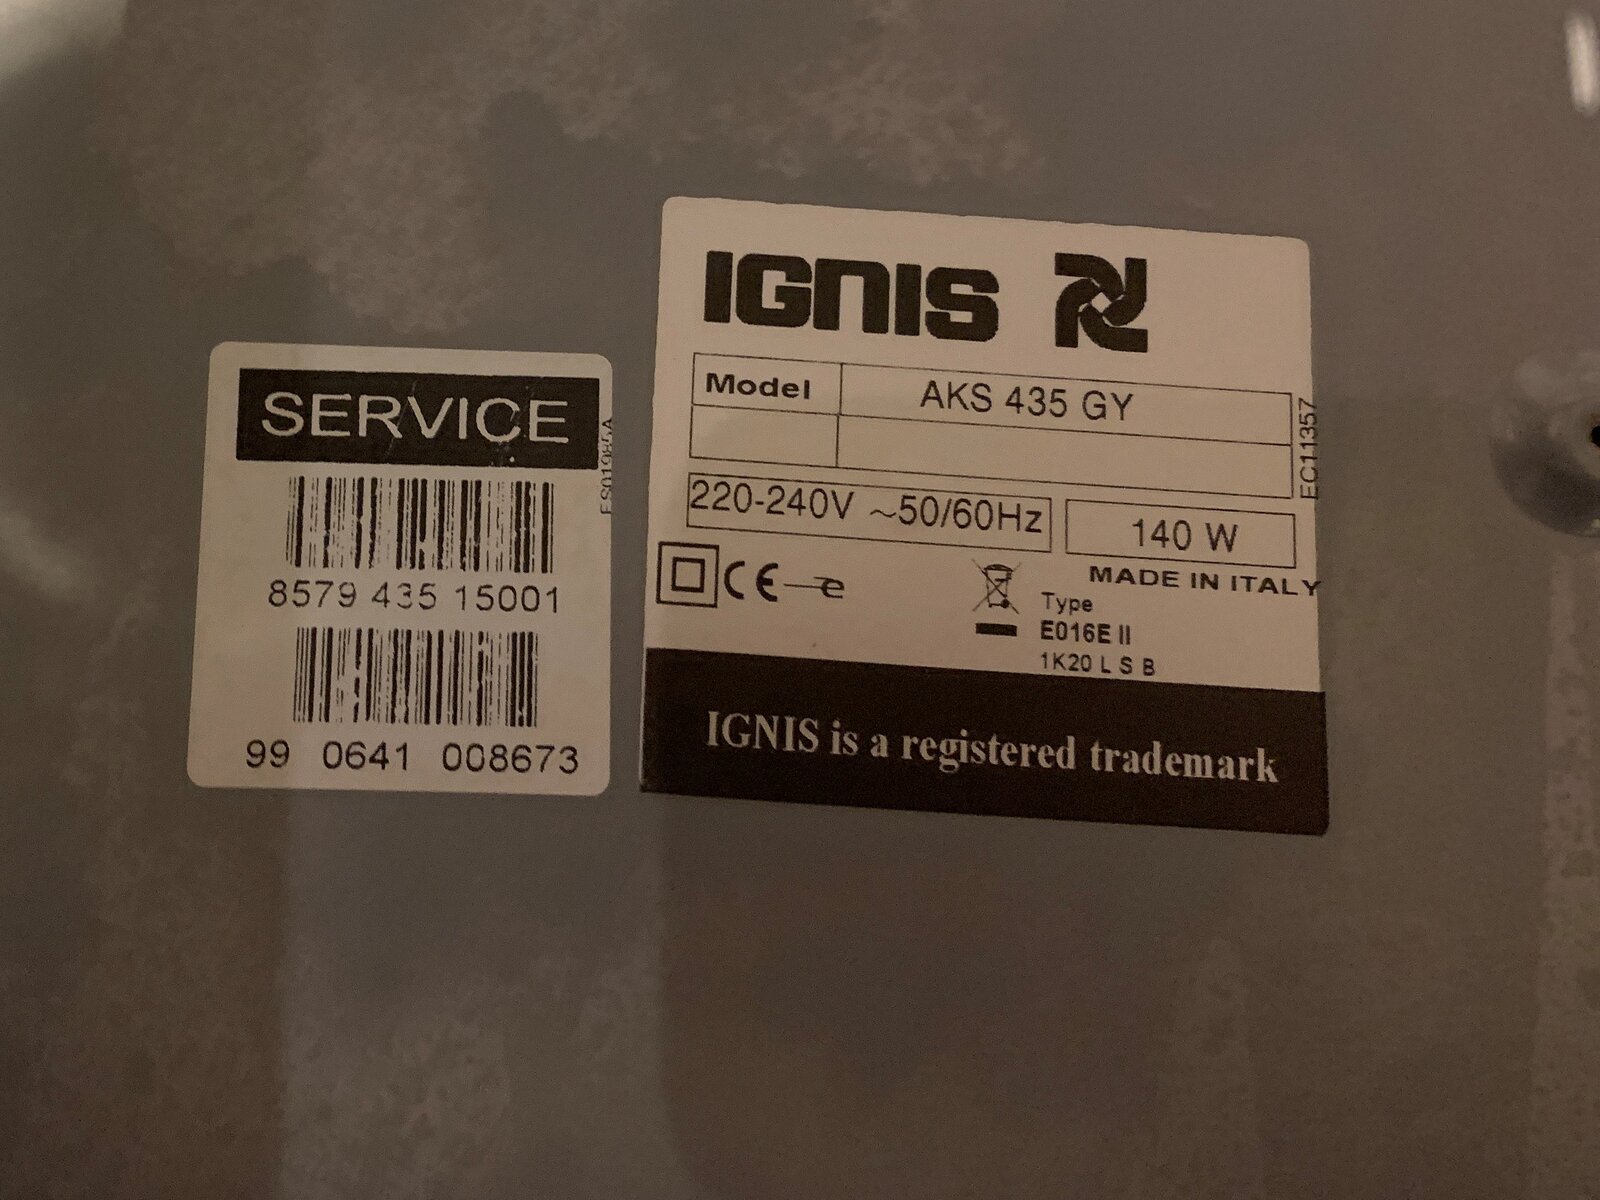 SERVICE
8579 435 15001
99 0641 008673
IGNIS
Model AKS 435 GY
EC11357
220-240V ~50/60Hz 140 W
CE
MADE IN ITALY
Type
E016E II
1K20 L S B
IGNIS is a registered trademark